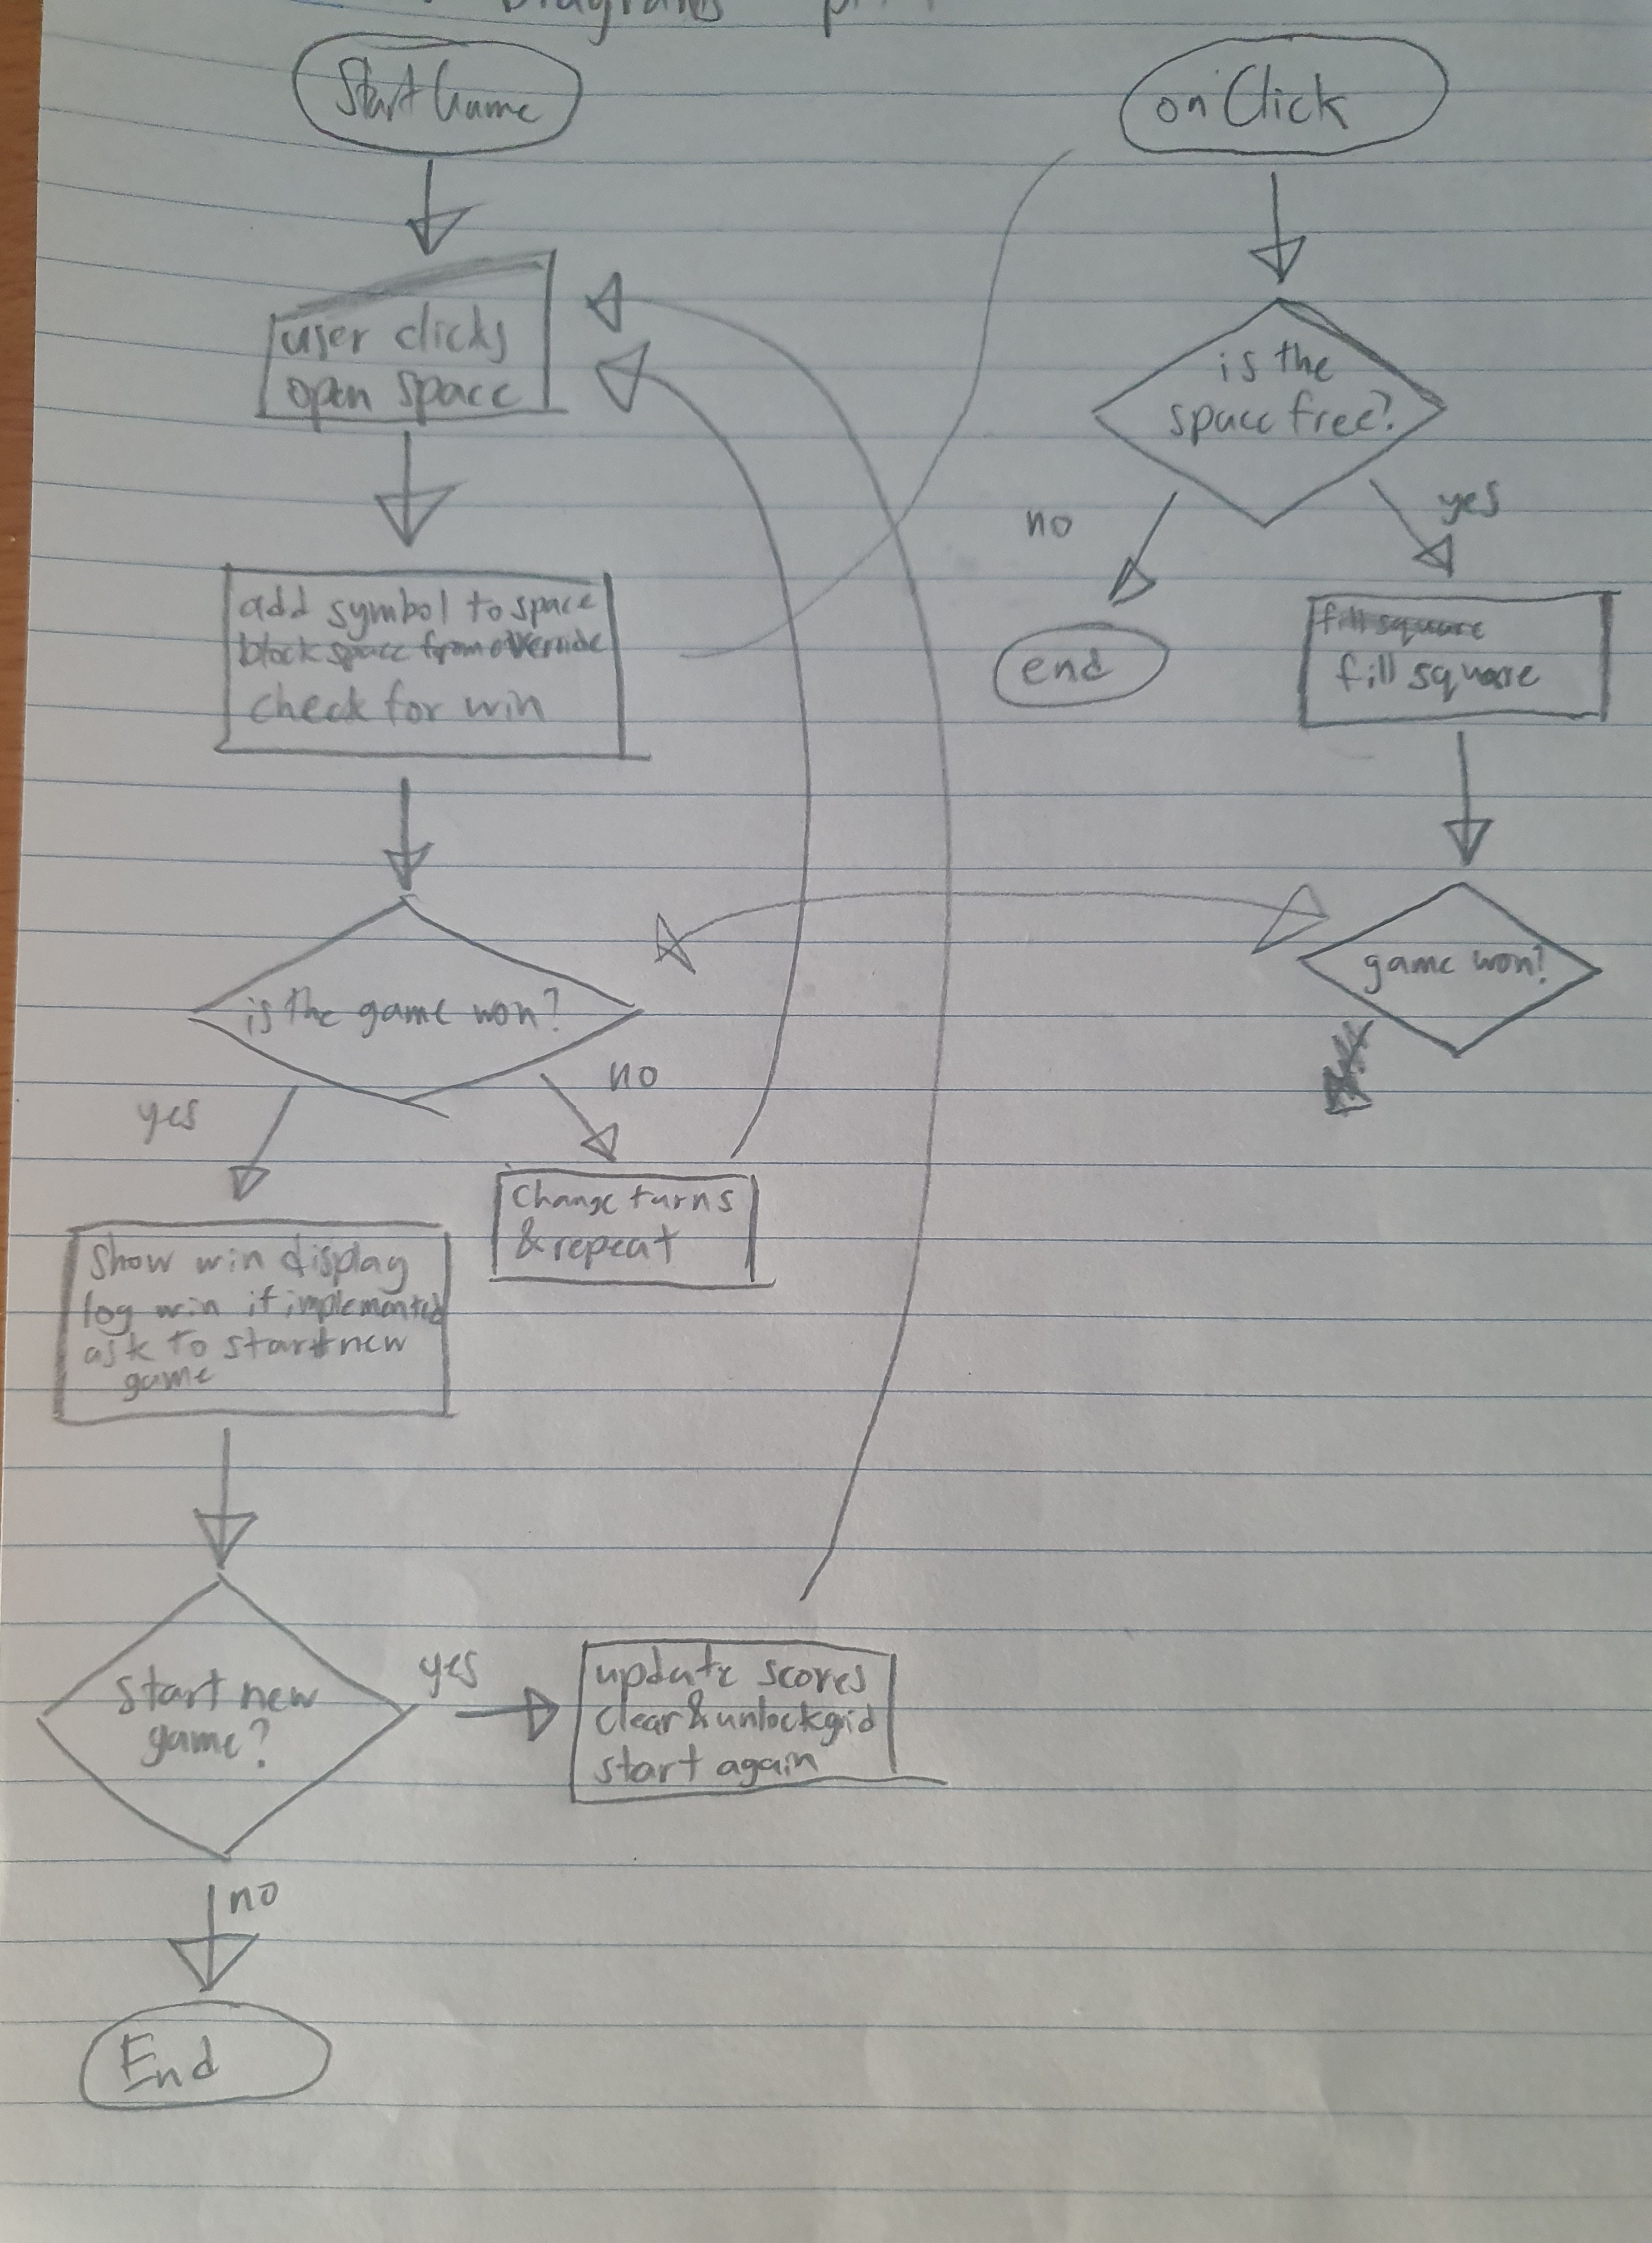 Diagrams
Start Game
user clicks
open space
add symbol to space
block space from override
check for win
is the game won?
yes
no
Change turns
& repeat
Show win display
log win if implemented
ask to start new
game
start new
game?
yes
update scores
clear & unlock grid
start again
no
End
onClick
is the
space free?
no
yes
end
fill square
fill square
game won?